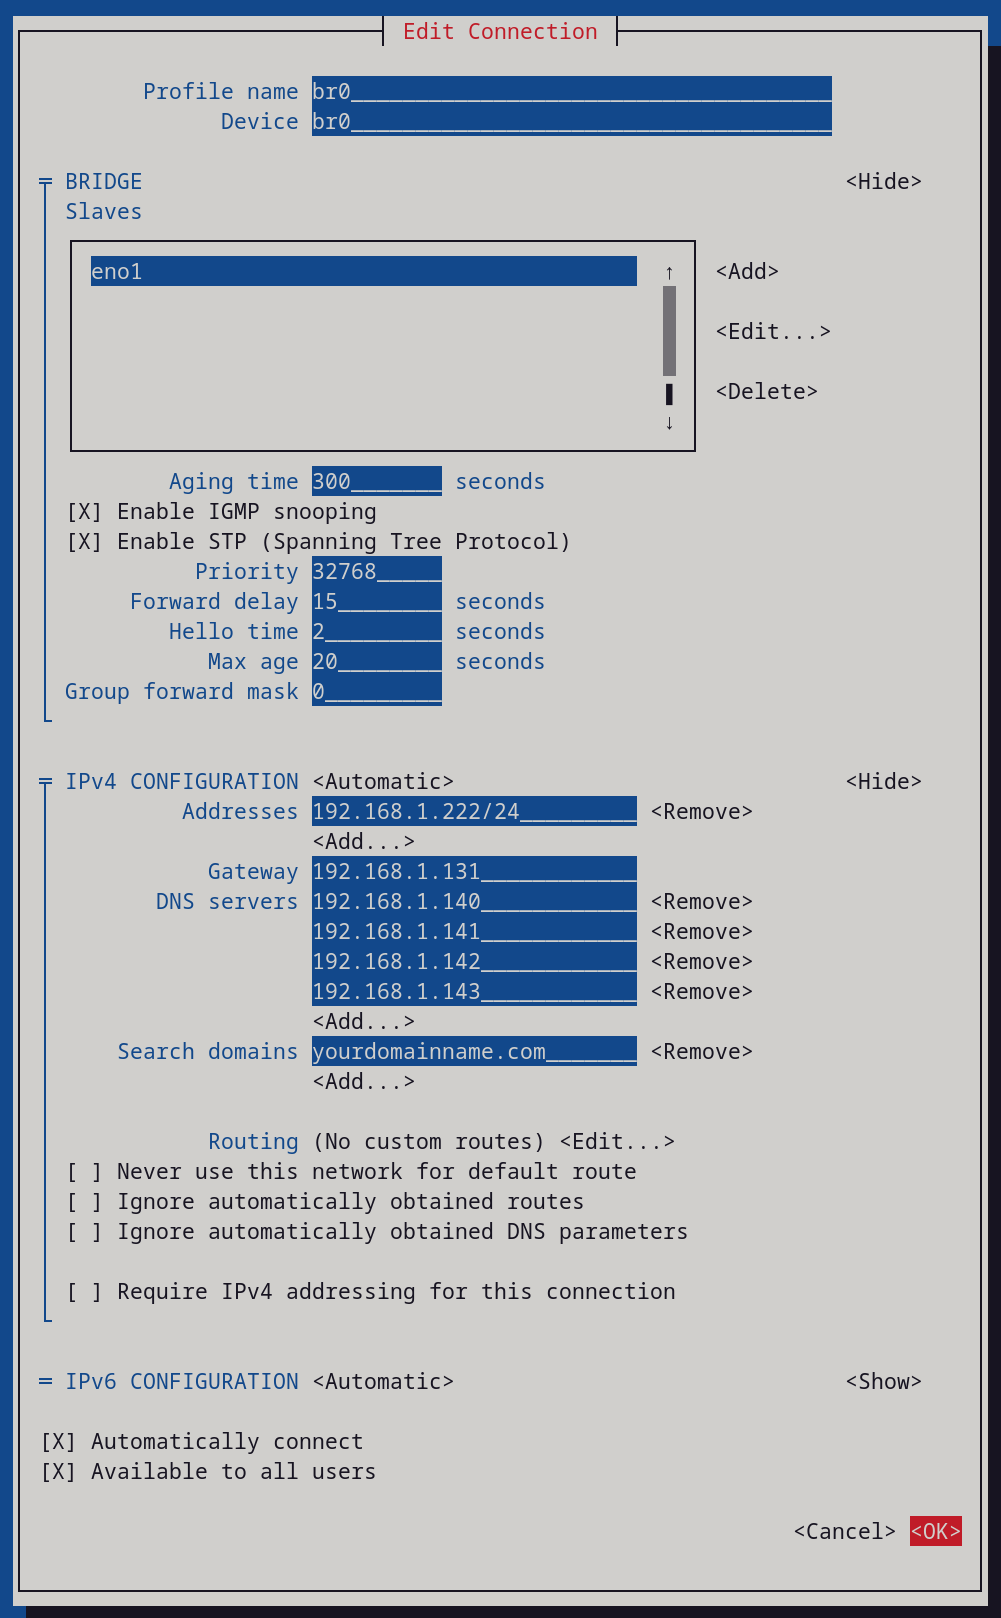 Edit Connection
Profile name br0
Device br0
BRIDGE <Hide>
Slaves
eno1 ↑ <Add>
<Edit...>
<Delete>
↓
Aging time 300 seconds
[X] Enable IGMP snooping
[X] Enable STP (Spanning Tree Protocol)
Priority 32768
Forward delay 15 seconds
Hello time 2 seconds
Max age 20 seconds
Group forward mask 0
IPv4 CONFIGURATION <Automatic> <Hide>
Addresses 192.168.1.222/24 <Remove>
<Add...>
Gateway 192.168.1.131
DNS servers 192.168.1.140 <Remove>
192.168.1.141 <Remove>
192.168.1.142 <Remove>
192.168.1.143 <Remove>
<Add...>
Search domains yourdomainname.com <Remove>
<Add...>
Routing (No custom routes) <Edit...>
[ ] Never use this network for default route
[ ] Ignore automatically obtained routes
[ ] Ignore automatically obtained DNS parameters
[ ] Require IPv4 addressing for this connection
= IPv6 CONFIGURATION <Automatic> <Show>
[X] Automatically connect
[X] Available to all users
<Cancel> <OK>